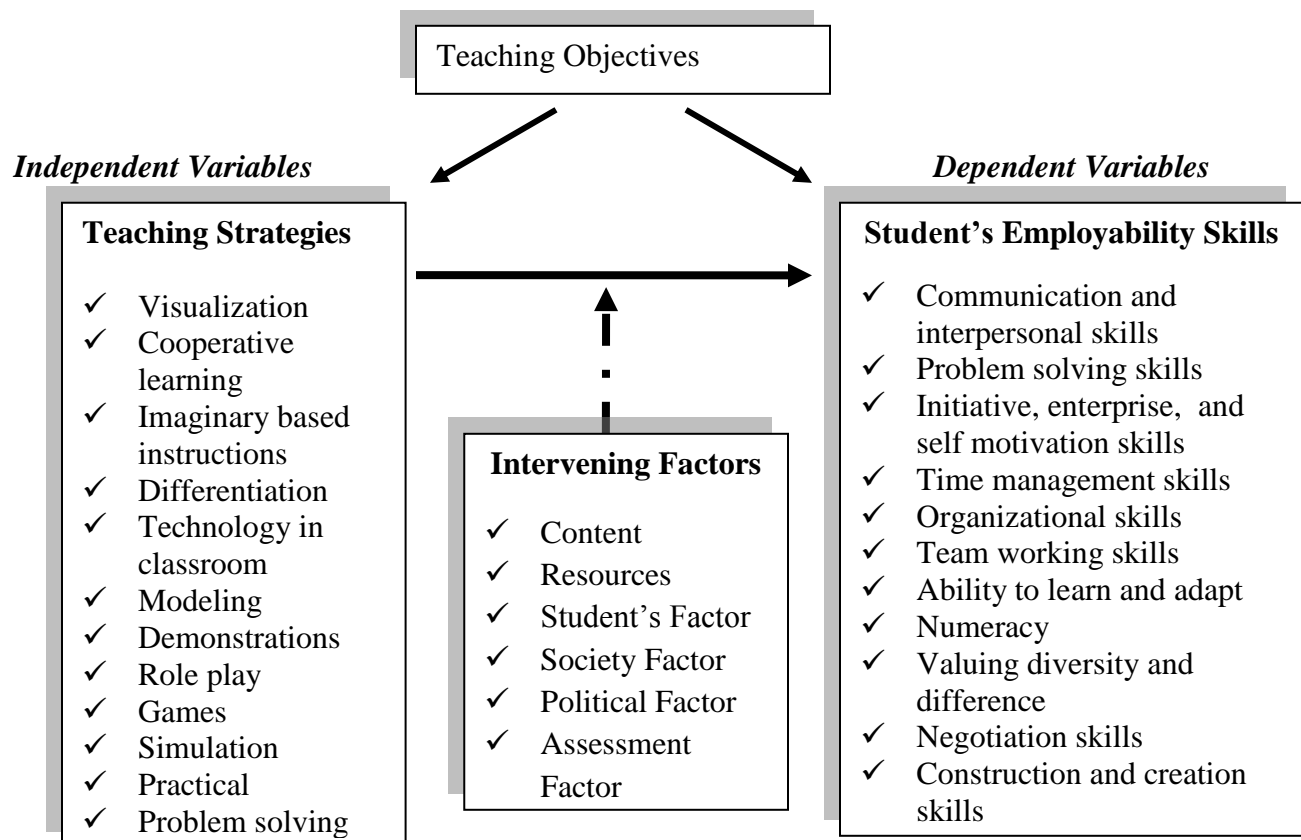 Teaching Objectives
Independent Variables
Dependent Variables
Teaching Strategies
✓ Visualization
✓ Cooperative
learning
✓ Imaginary based
instructions
✓ Differentiation
✓ Technology in
classroom
✓ Modeling
✓ Demonstrations
✓ Role play
✓ Games
✓ Simulation
✓ Practical
✓ Problem solving
Intervening Factors
✓ Content
✓ Resources
✓ Student’s Factor
✓ Society Factor
✓ Political Factor
✓ Assessment
Factor
Student’s Employability Skills
✓ Communication and
interpersonal skills
✓ Problem solving skills
✓ Initiative, enterprise, and
self motivation skills
✓ Time management skills
✓ Organizational skills
✓ Team working skills
✓ Ability to learn and adapt
✓ Numeracy
✓ Valuing diversity and
difference
✓ Negotiation skills
✓ Construction and creation
skills